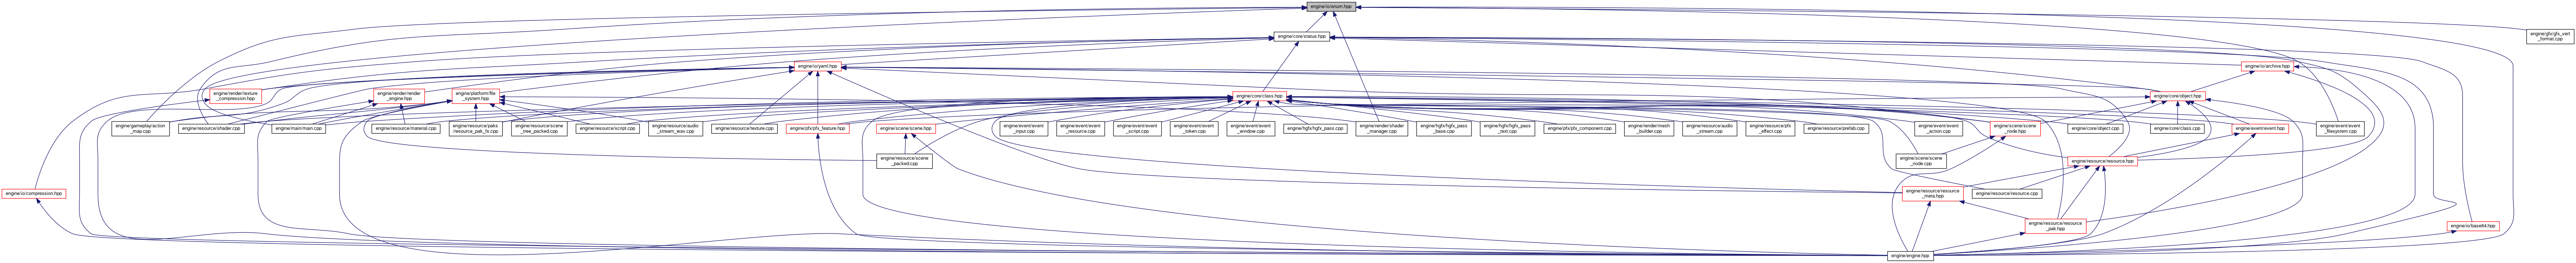 engine/io/enum.hpp
engine/core/status.hpp
engine/gfx/gfx_vert
_format.cpp
engine/io/yaml.hpp
engine/io/archive.hpp
engine/render/texture
_compression.hpp
engine/render/render
_engine.hpp
engine/platform/file
_system.hpp
engine/core/class.hpp
engine/core/object.hpp
engine/gameplay/action
_map.cpp
engine/resource/shader.cpp
engine/main/main.cpp
engine/resource/material.cpp
engine/resource/paks
/resource_pak_fs.cpp
engine/resource/scene
_tree_packed.cpp
engine/resource/script.cpp
engine/resource/audio
_stream_wav.cpp
engine/resource/texture.cpp
engine/pfx/pfx_feature.hpp
engine/scene/scene.hpp
engine/event/event
_input.cpp
engine/event/event
_resource.cpp
engine/event/event
_script.cpp
engine/event/event
_token.cpp
engine/event/event
_window.cpp
engine/hgfx/hgfx_pass.cpp
engine/render/shader
_manager.cpp
engine/hgfx/hgfx_pass
_base.cpp
engine/hgfx/hgfx_pass
_text.cpp
engine/pfx/pfx_component.cpp
engine/render/mesh
_builder.cpp
engine/resource/audio
_stream.cpp
engine/resource/pfx
_effect.cpp
engine/resource/prefab.cpp
engine/event/event
_action.cpp
engine/scene/scene
_node.hpp
engine/core/object.cpp
engine/core/class.cpp
engine/event/event.hpp
engine/event/event
_filesystem.cpp
engine/resource/scene
_packed.cpp
engine/scene/scene
_node.cpp
engine/resource/resource.hpp
engine/io/compression.hpp
engine/resource/resource
_meta.hpp
engine/resource/resource.cpp
engine/resource/resource
_pak.hpp
engine/io/base64.hpp
engine/engine.hpp